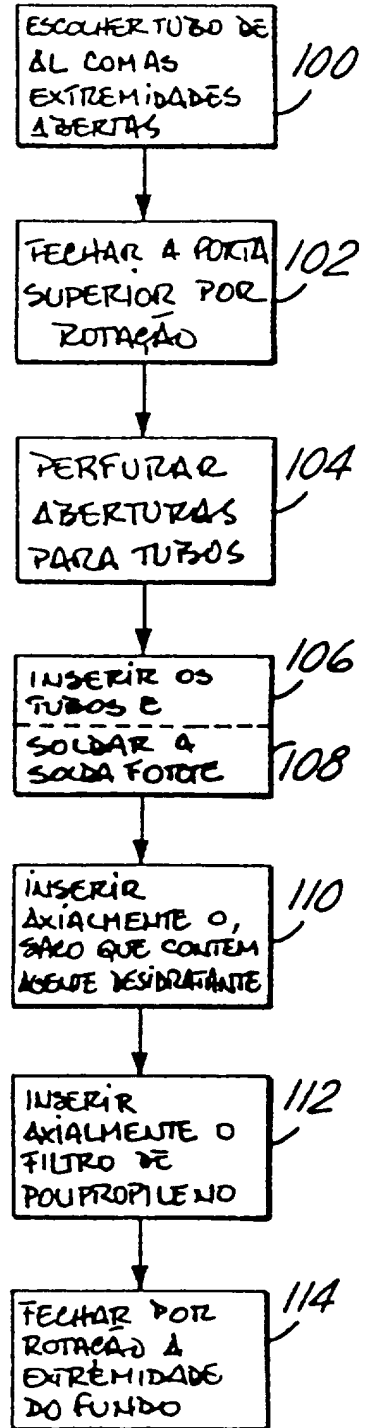 ESCOLHER TUBO DE
AL COM AS
EXTREMIDADES
ABERTAS
100
FECHAR A PORTA
SUPERIOR POR
ROTAÇÃO
102
PERFURAR
ABERTURAS
PARA TUBOS
104
INSERIR OS
TUBOS E
106
SOLDAR A
SOLDA FORTE
108
INSERIR
AXIALMENTE O,
SACO QUE CONTEM
AGENTE DESIDRATANTE
110
INSERIR
AXIALMENTE O
FILTRO DE
POLIPROPILENO
112
FECHAR POR
ROTAÇÃO A
EXTREMIDADE
DO FUNDO
114